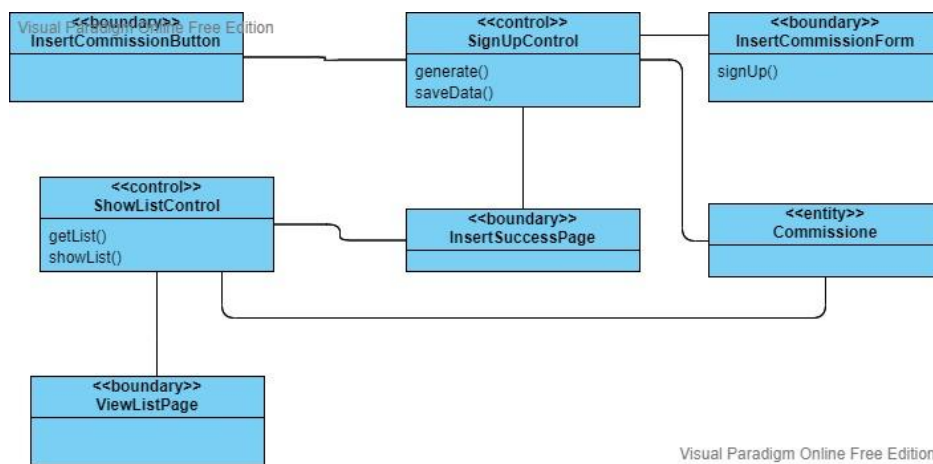 Visual Paradigm Online Free Edition
<<boundary>>
InsertCommissionButton
<<control>>
SignUpControl
generate()
saveData()
<<boundary>>
InsertCommissionForm
signUp()
<<control>>
ShowListControl
getList()
showList()
<<boundary>>
InsertSuccessPage
<<entity>>
Commissione
<<boundary>>
ViewListPage
Visual Paradigm Online Free Edition